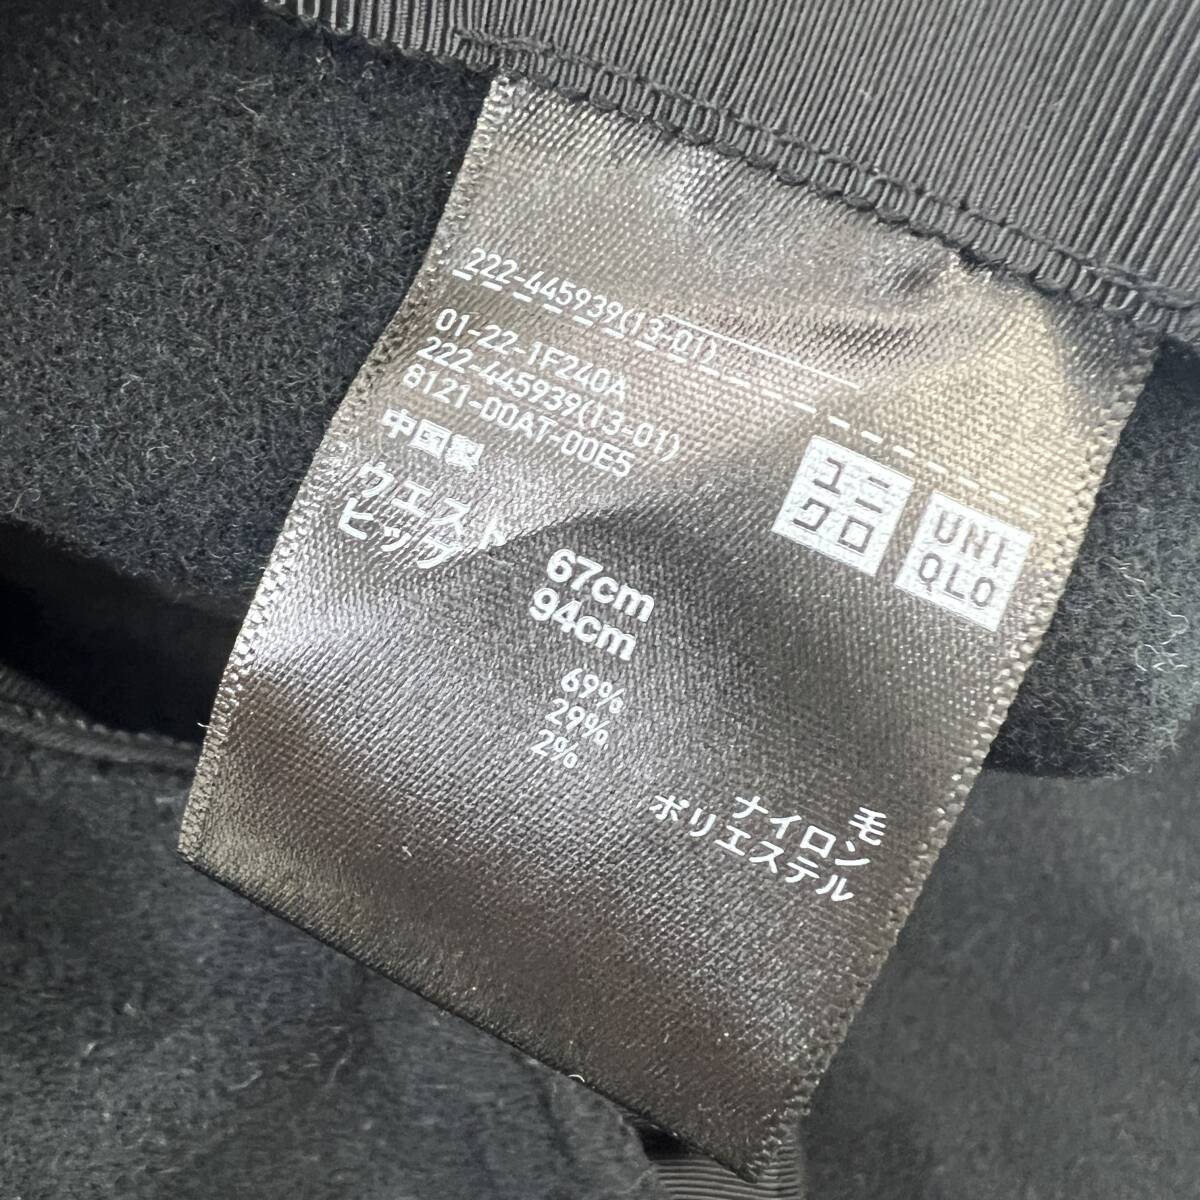 222-445939(13-01)
01-22-1F240A
222-445939(13-01)
8121-00AT-00E5
中国製
ウエスト 67cm
ヒップ 94cm
69% 毛
29% ナイロン
2% ポリエステル
ユニ
クロ
UNI
QLO